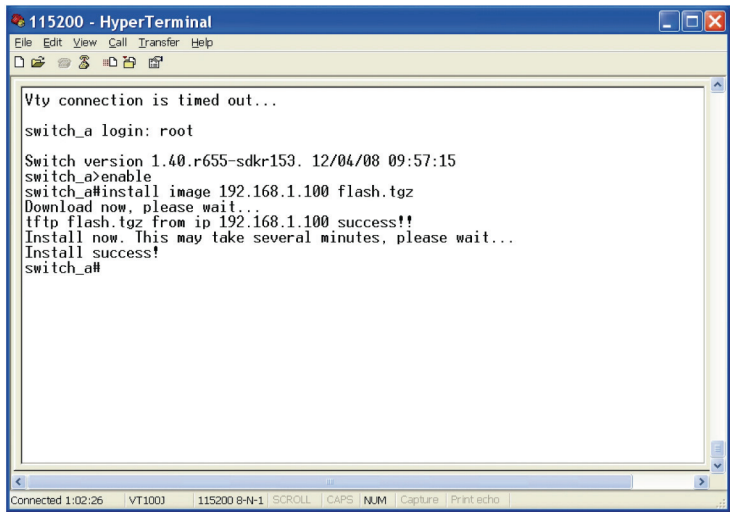 115200 - HyperTerminal
File Edit View Call Transfer Help
Vty connection is timed out...
switch_a login: root
Switch version 1.40.r655-sdkr153. 12/04/08 09:57:15
switch_a>enable
switch_a#install image 192.168.1.100 flash.tgz
Download now, please wait...
tftp flash.tgz from ip 192.168.1.100 success!!
Install now. This may take several minutes, please wait...
Install success!
switch_a#
Connected 1:02:26 VT100J 115200 8-N-1 SCROLL CAPS NUM Capture Print echo